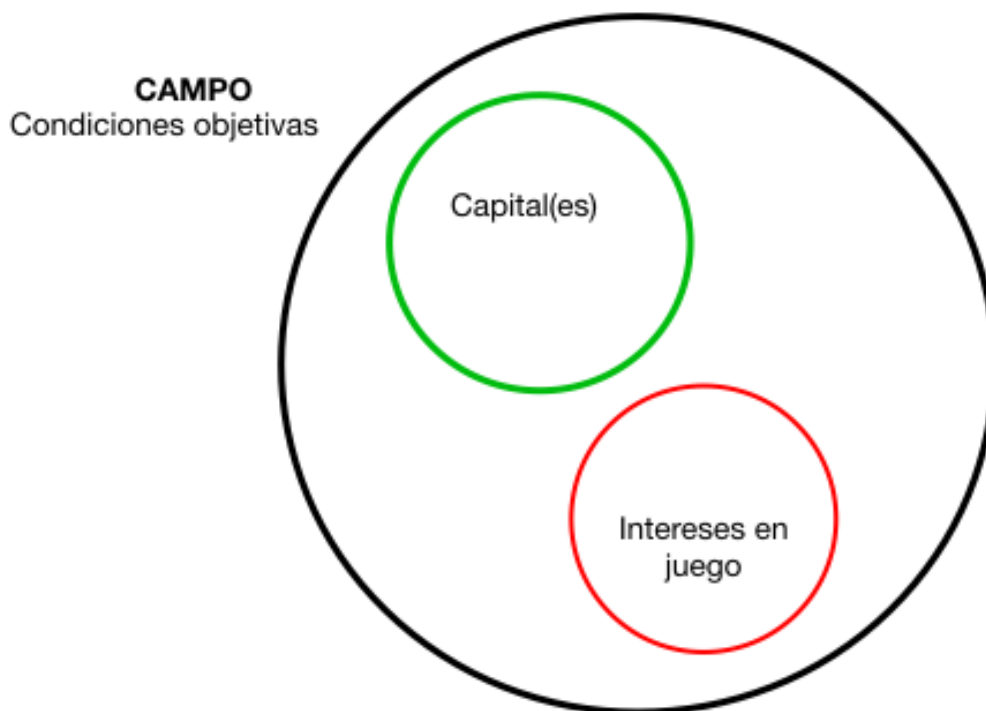 CAMPO
Condiciones objetivas
Capital(es)
Intereses en
juego